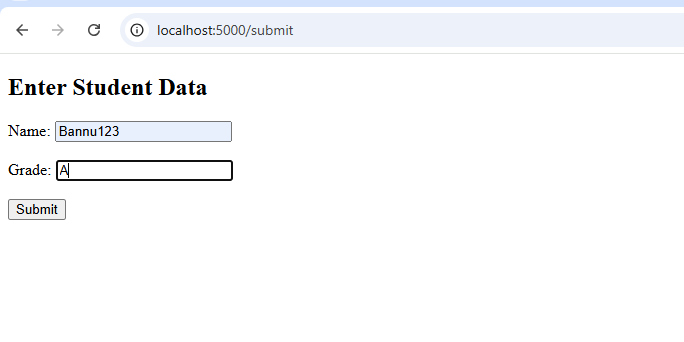 localhost:5000/submit
Enter Student Data
Name: Bannu123
Grade: A
Submit